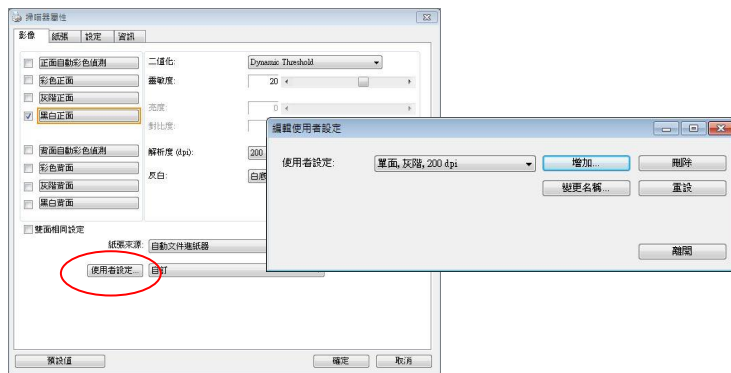 掃瞄器屬性
影像 紙張 設定 資訊
正面自動彩色偵測
彩色正面
灰階正面
黑白正面
背面自動彩色偵測
彩色背面
灰階背面
黑白背面
二值化: Dynamic Threshold
靈敏度: 20
亮度: 0
對比度:
解析度 (dpi): 200
反白: 白底
雙面相同設定
紙張來源: 自動文件進紙器
使用者設定... 自訂
預設值 確定 取消
編輯使用者設定
使用者設定: 單面, 灰階, 200 dpi 增加... 刪除
變更名稱... 重設
離開